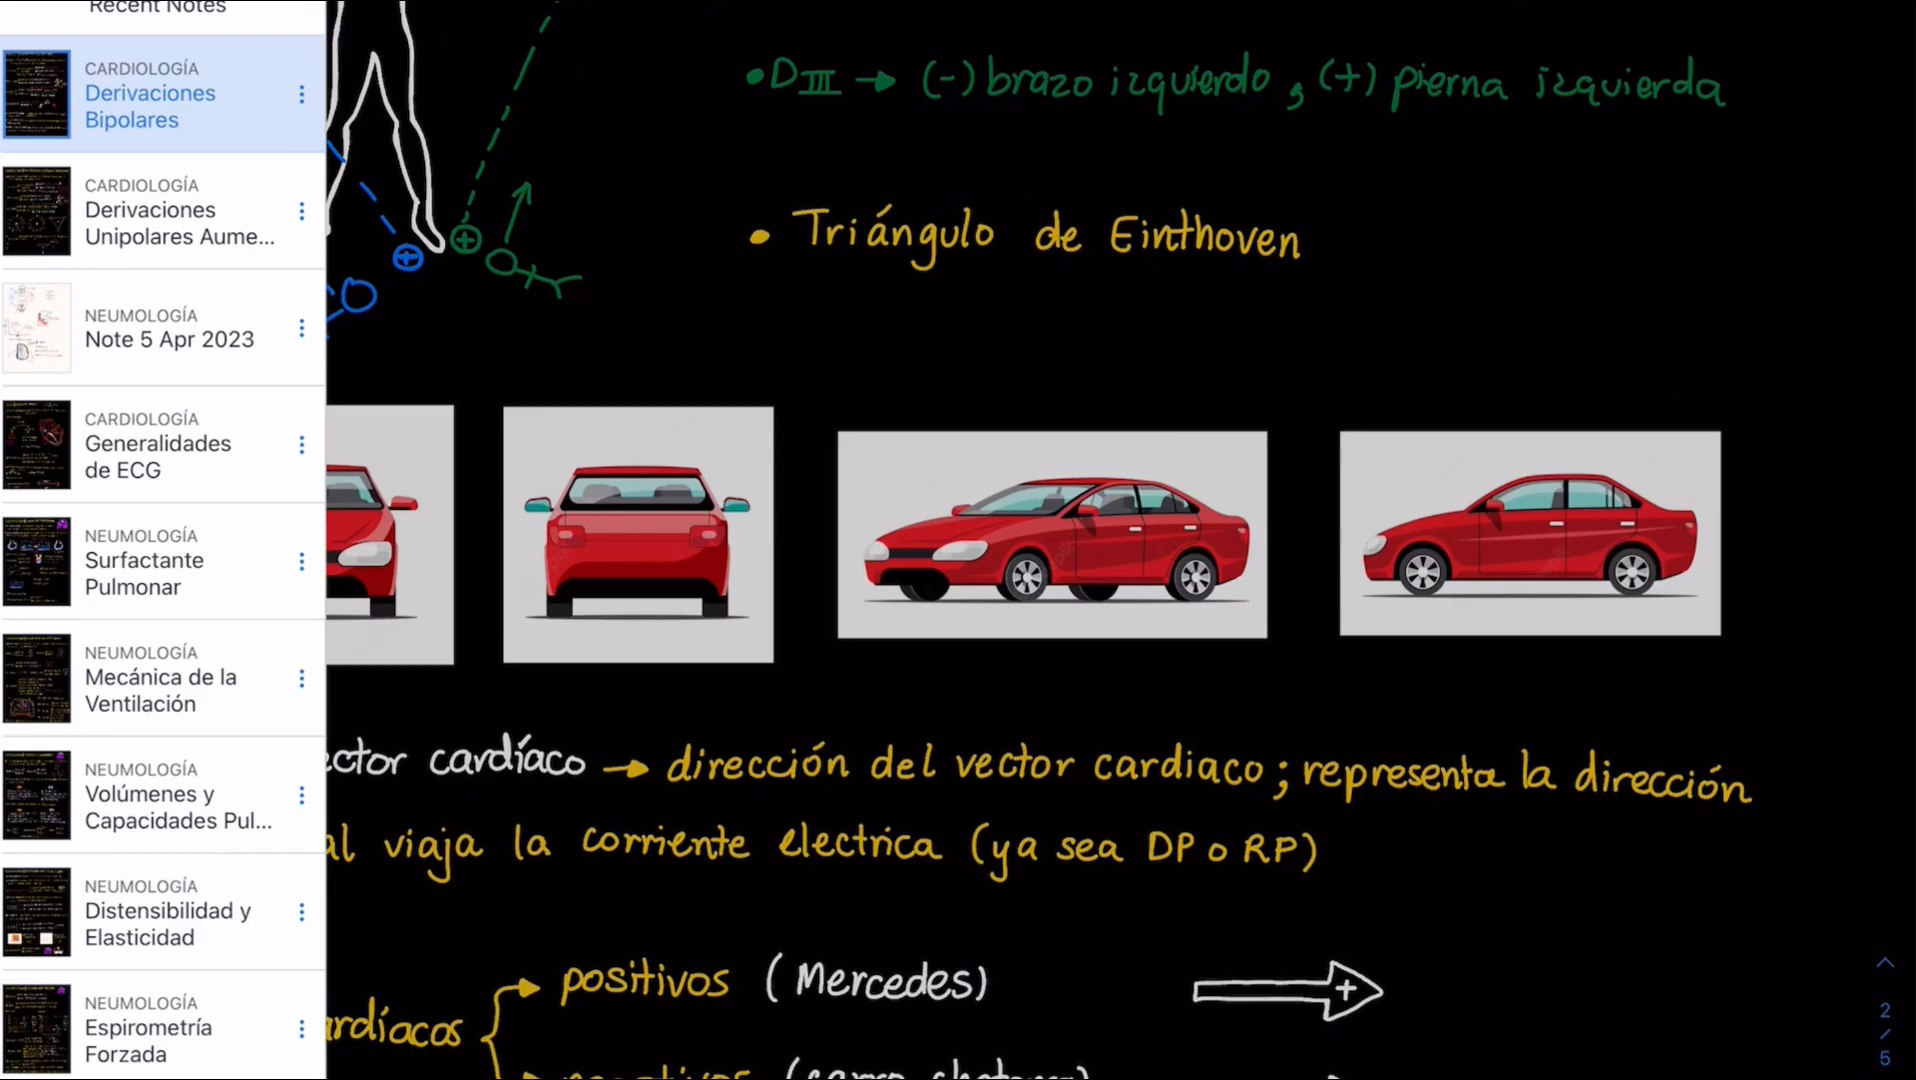 Recent Notes
CARDIOLOGÍA
Derivaciones
Bipolares
CARDIOLOGÍA
Derivaciones
Unipolares Aume...
NEUMOLOGÍA
Note 5 Apr 2023
CARDIOLOGÍA
Generalidades
de ECG
NEUMOLOGÍA
Surfactante
Pulmonar
NEUMOLOGÍA
Mecánica de la
Ventilación
NEUMOLOGÍA
Volúmenes y
Capacidades Pul...
NEUMOLOGÍA
Distensibilidad y
Elasticidad
NEUMOLOGÍA
Espirometría
Forzada
• DIII → (-) brazo izquierdo, (+) pierna izquierda
• Triángulo de Einthoven
ector cardíaco → dirección del vector cardiaco; representa la dirección
al viaja la corriente electrica (ya sea DP o RP)
ardíacos
positivos (Mercedes)
+
2
/
5